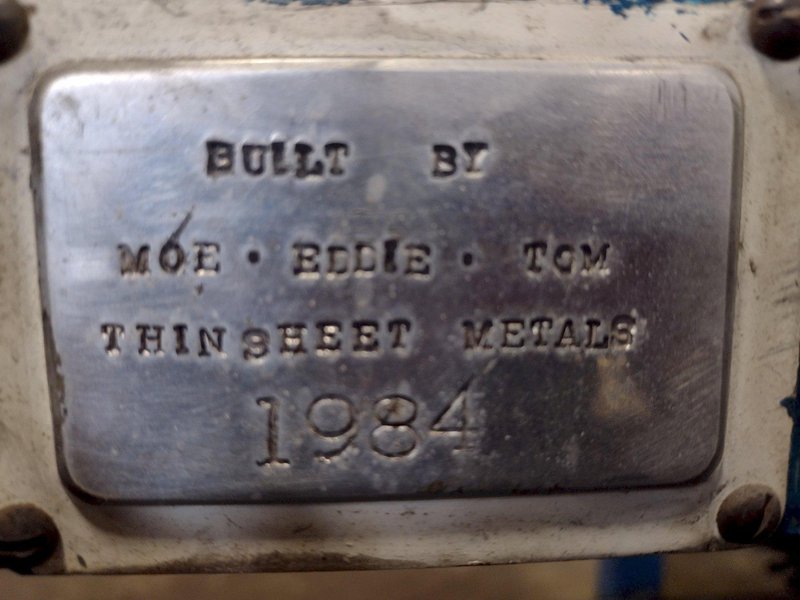 BUILT BY
MOE · EDDIE · TOM
THINSHEET METALS
1984